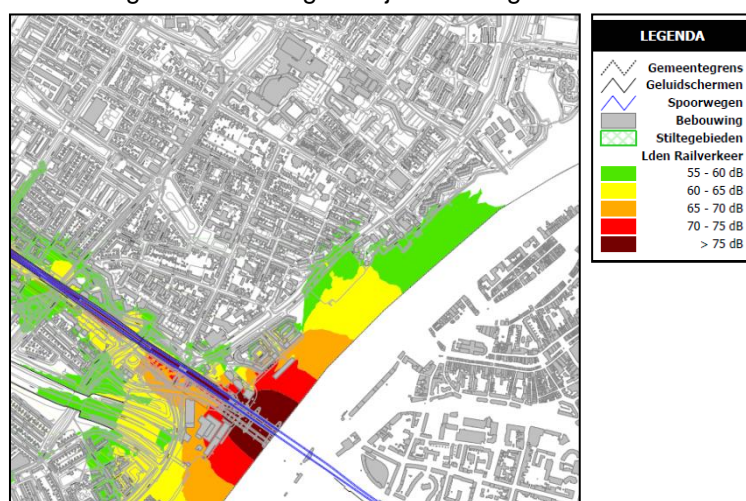 LEGENDA
Gemeentegrens
Geluidschermen
Spoorwegen
Bebouwing
Stiltegebieden
Lden Railverkeer
55 - 60 dB
60 - 65 dB
65 - 70 dB
70 - 75 dB
> 75 dB